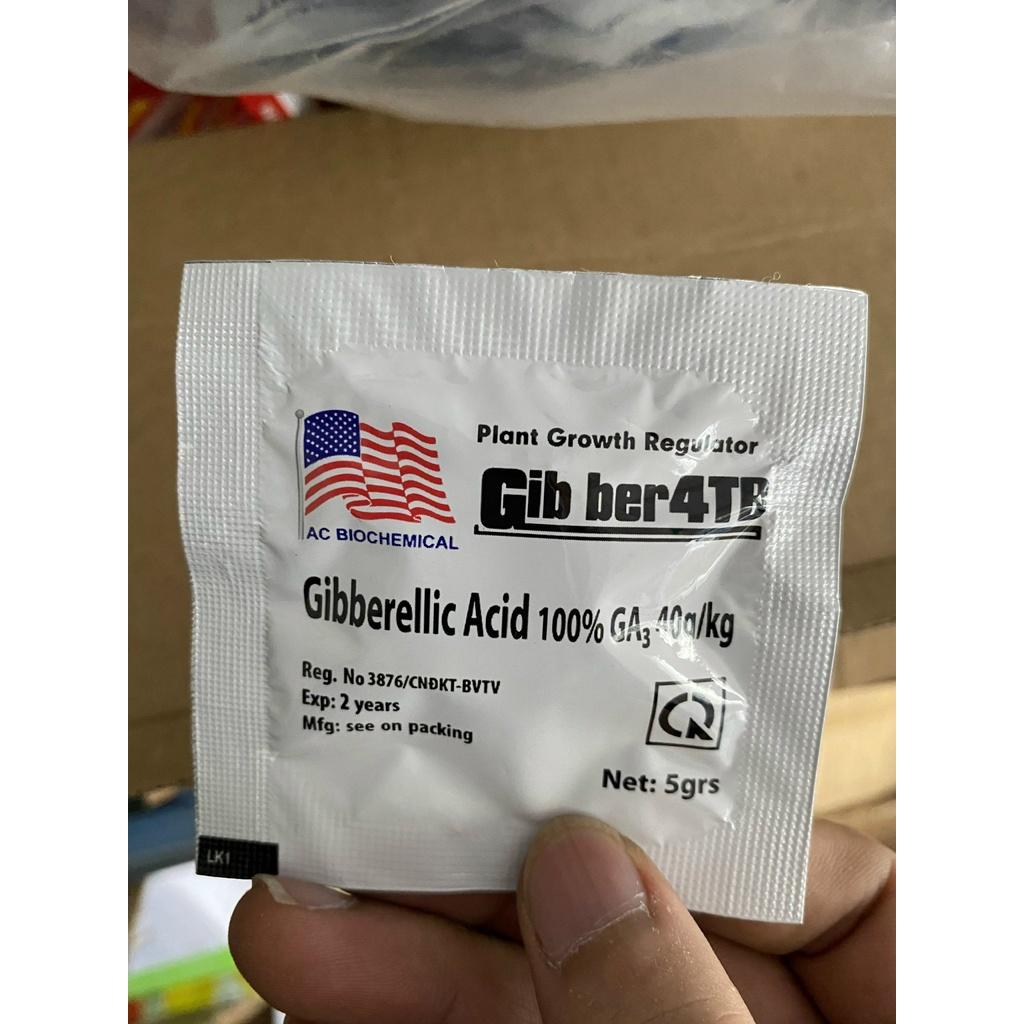 Plant Growth Regulator
Gib ber4TB
AC BIOCHEMICAL
Gibberellic Acid 100% GA₃ 40g/kg
Reg. No 3876/CNĐKT-BVTV
Exp: 2 years
Mfg: see on packing
Net: 5grs
LK1